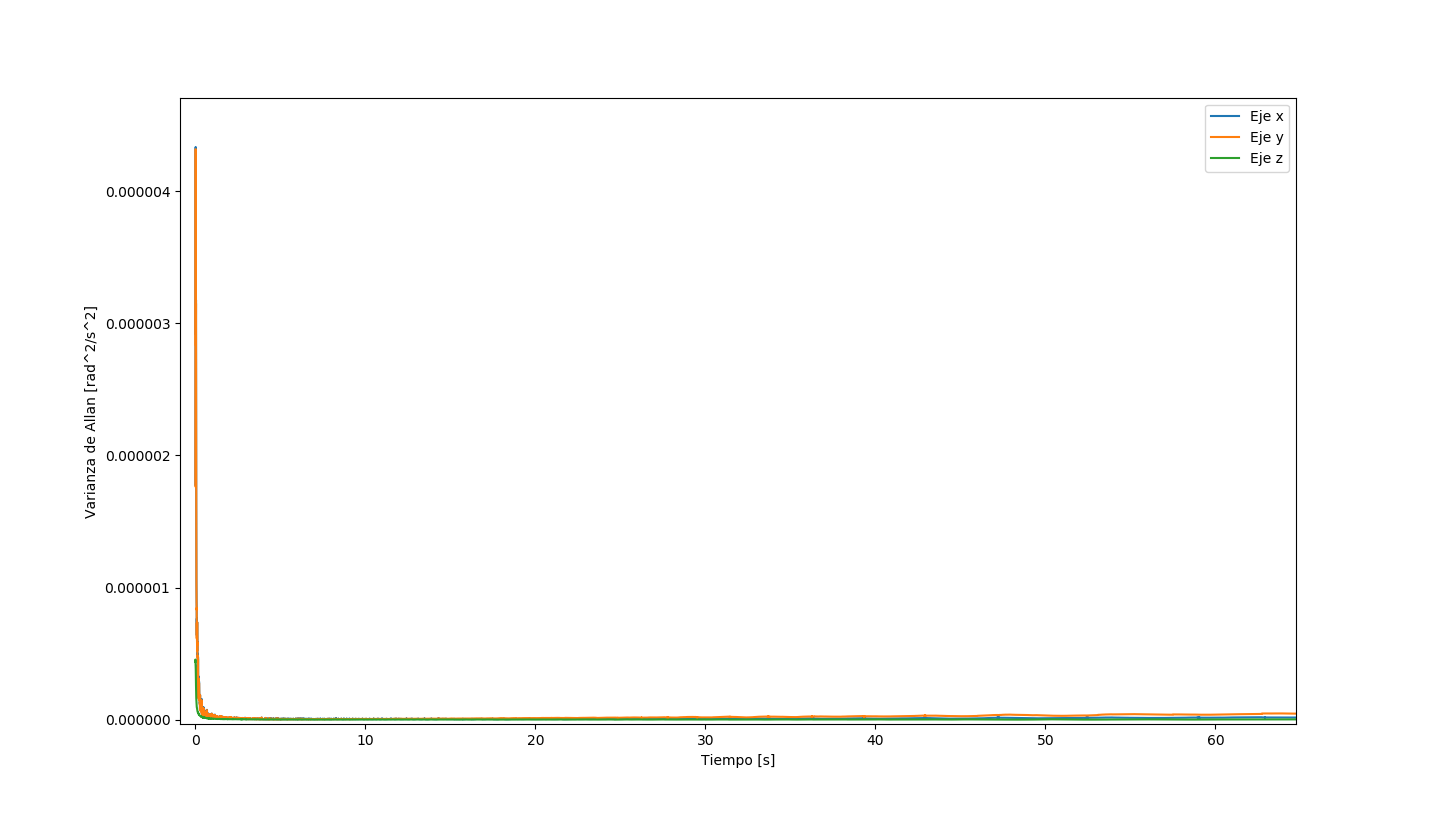 Eje x
Eje y
Eje z
0.000004
0.000003
0.000002
0.000001
0.000000
Varianza de Allan [rad^2/s^2]
0 10 20 30 40 50 60
Tiempo [s]